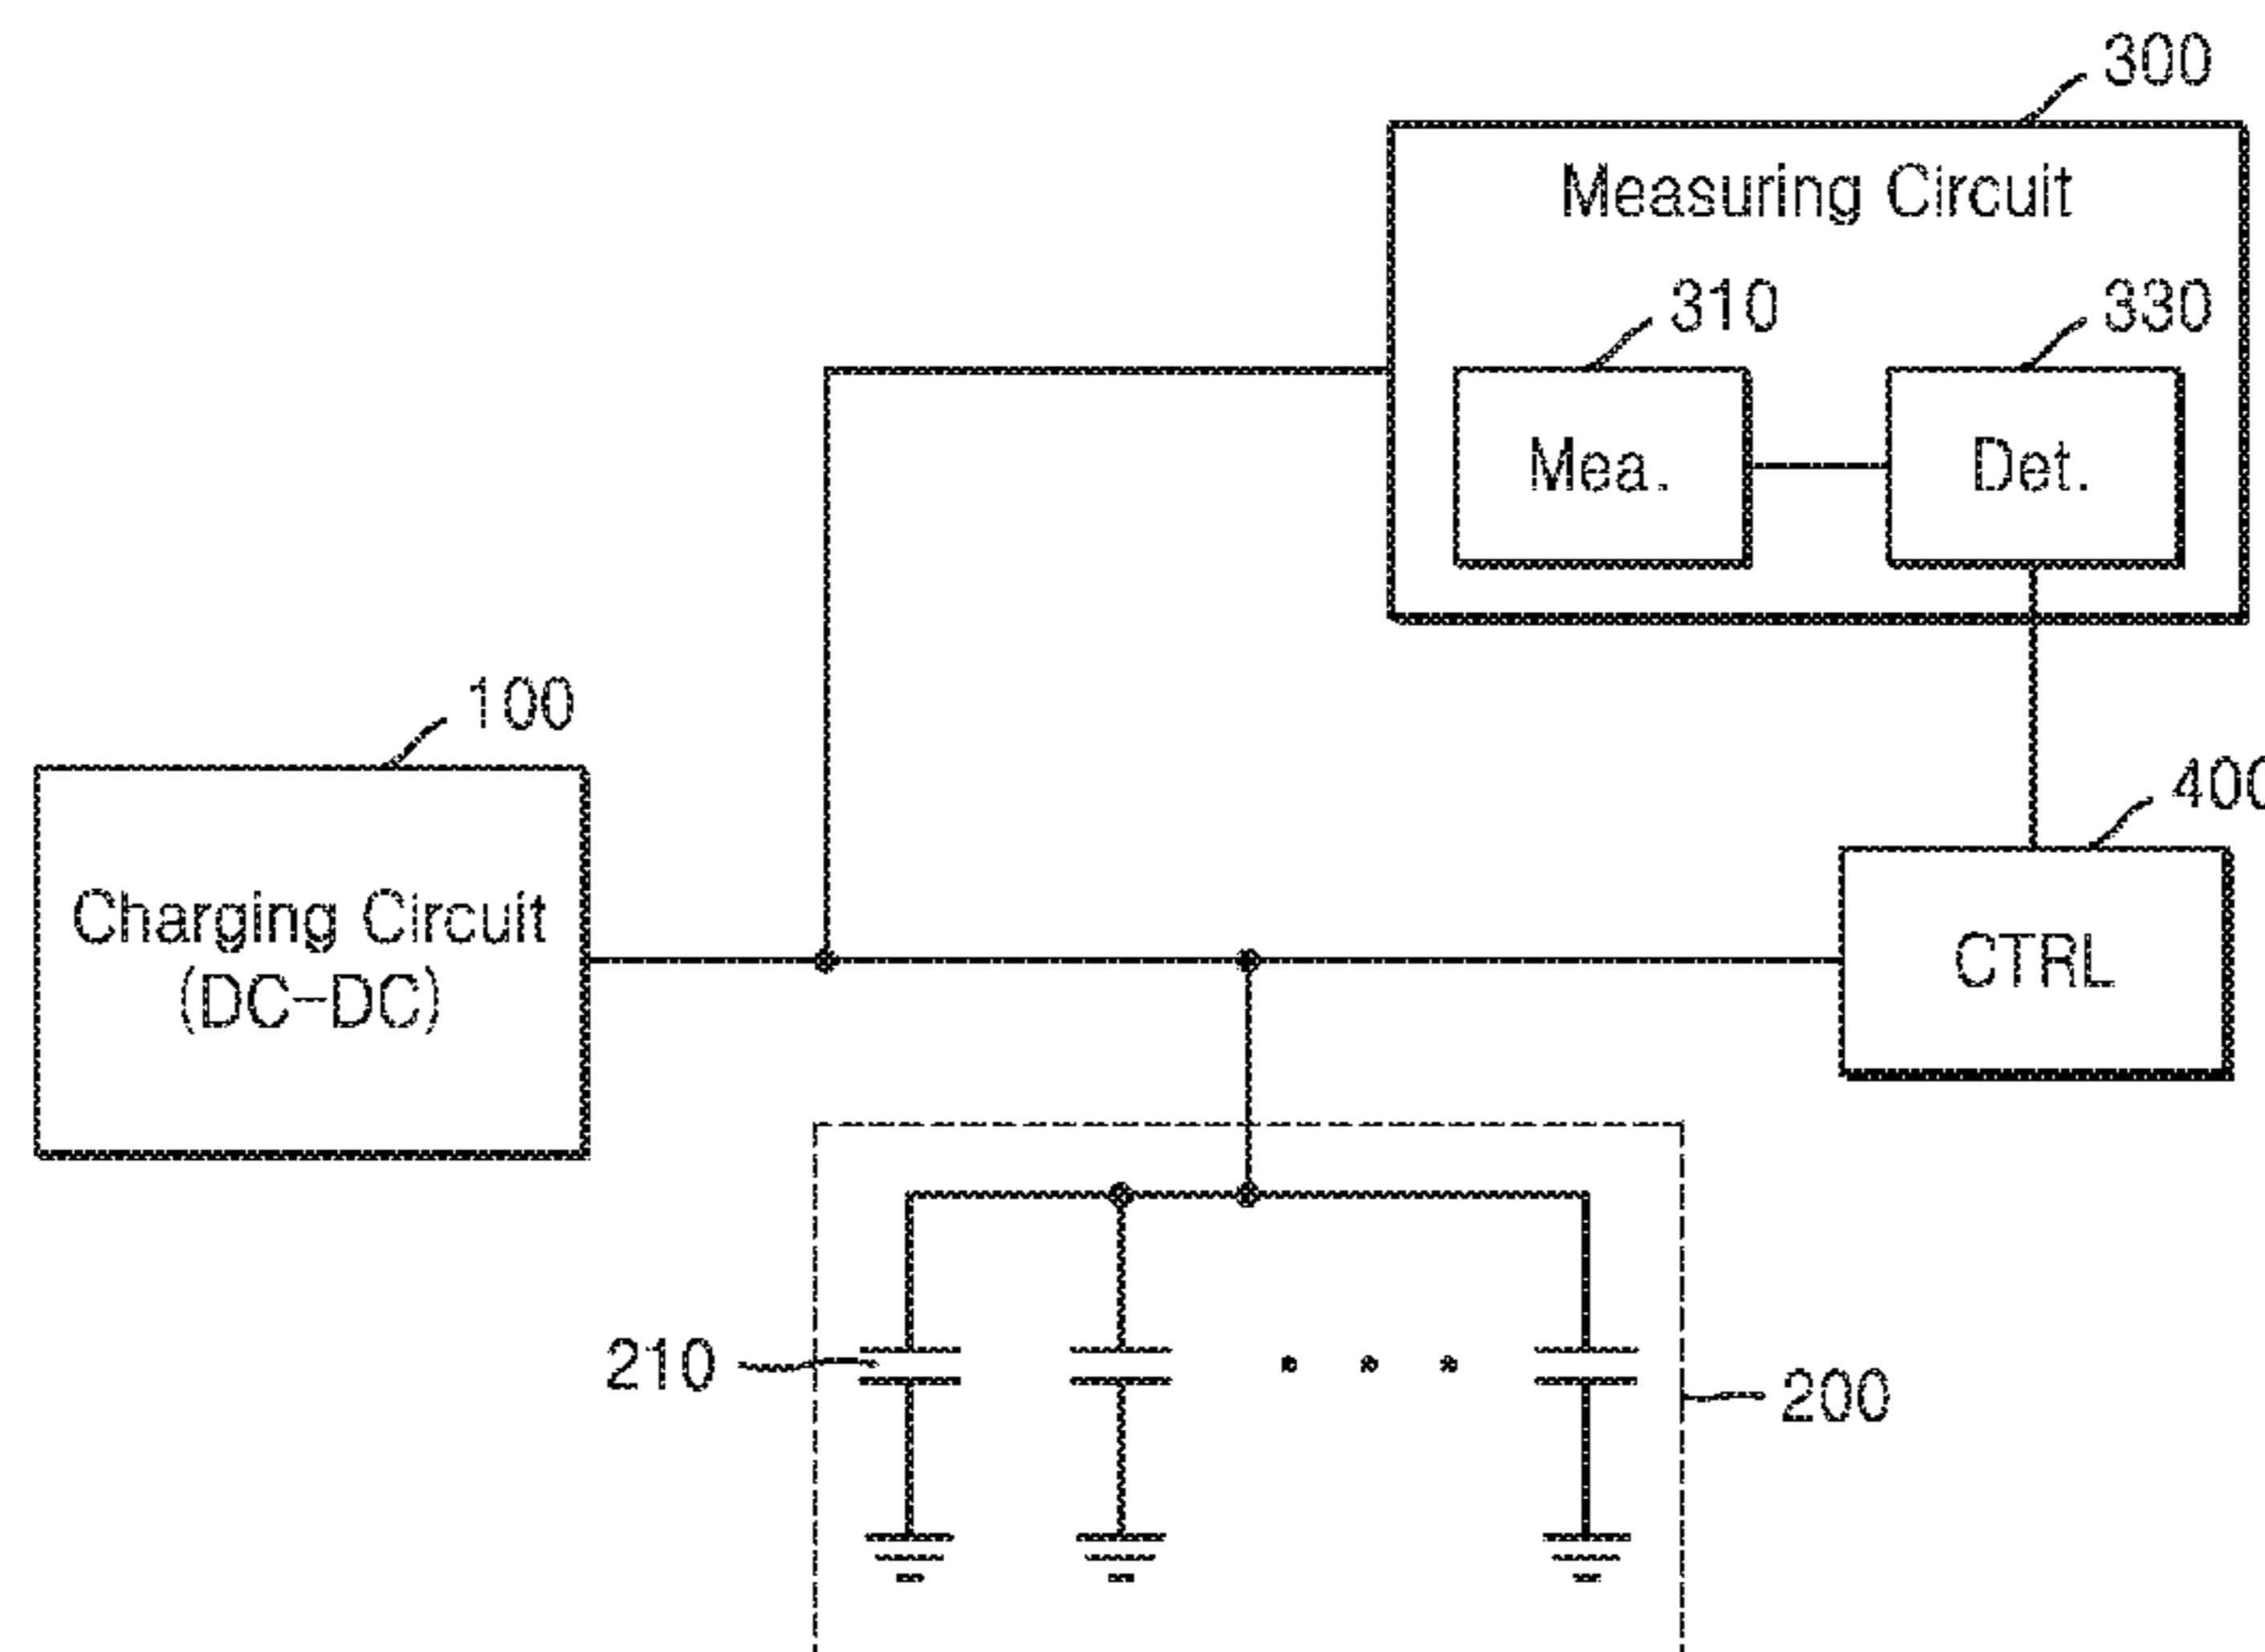 300
Measuring Circuit
310
330
Mea.
Det.
100
400
Charging Circuit
(DC-DC)
CTRL
210
200